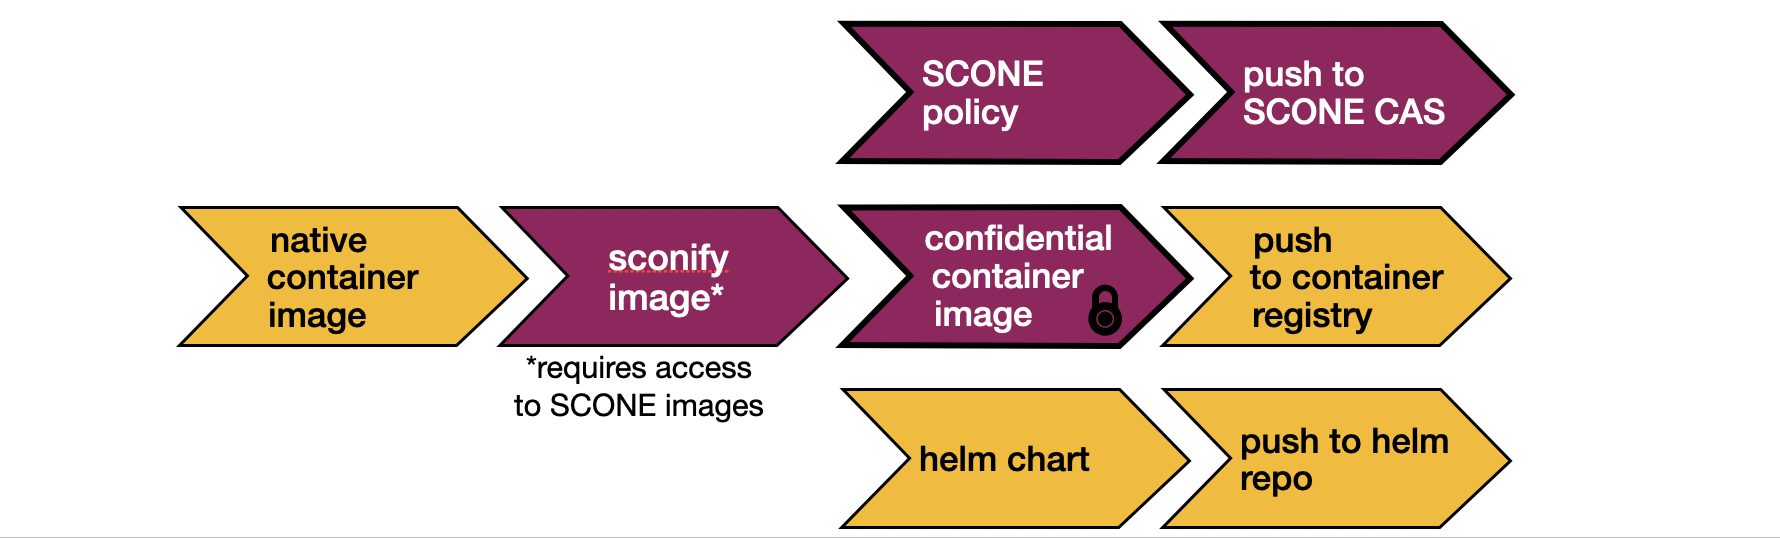 SCONE
policy
push to
SCONE CAS
native
container
image
sconify
image*
confidential
container
image
push
to container
registry
*requires access
to SCONE images
helm chart
push to helm
repo